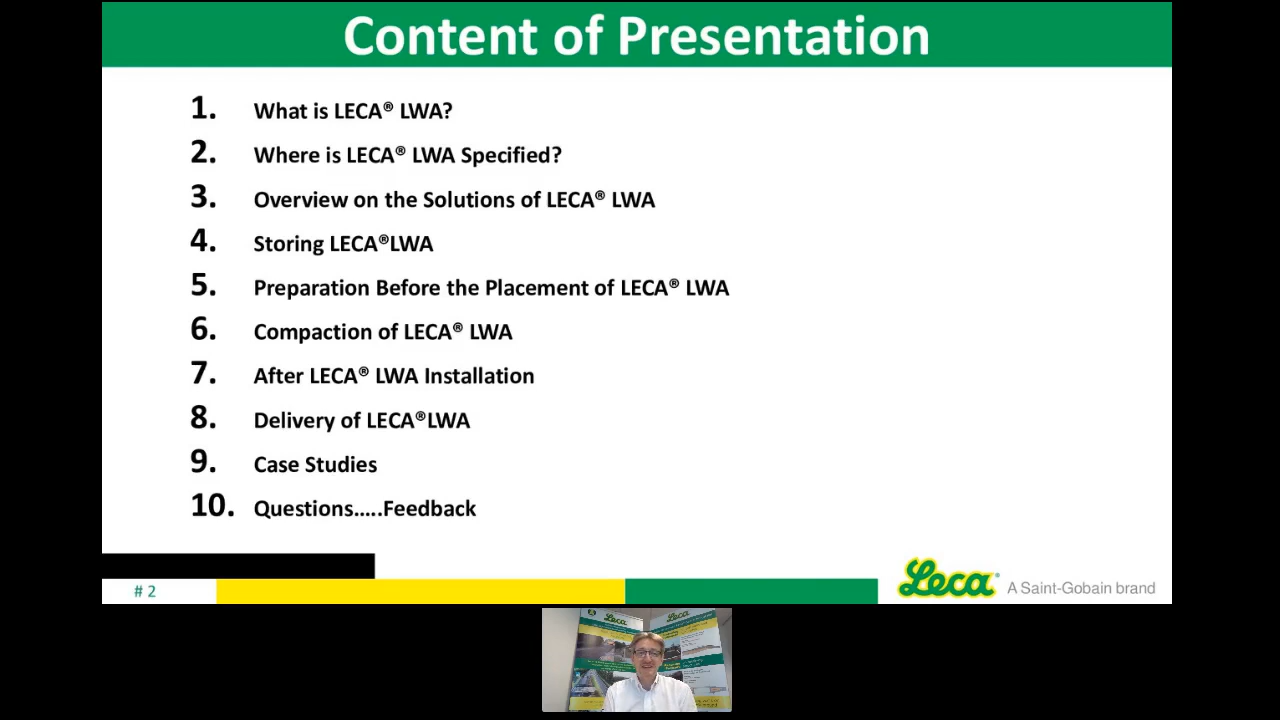 Content of Presentation
1. What is LECA® LWA?
2. Where is LECA® LWA Specified?
3. Overview on the Solutions of LECA® LWA
4. Storing LECA®LWA
5. Preparation Before the Placement of LECA® LWA
6. Compaction of LECA® LWA
7. After LECA® LWA Installation
8. Delivery of LECA®LWA
9. Case Studies
10. Questions.....Feedback
# 2
Leca® A Saint-Gobain brand
Leca Leca